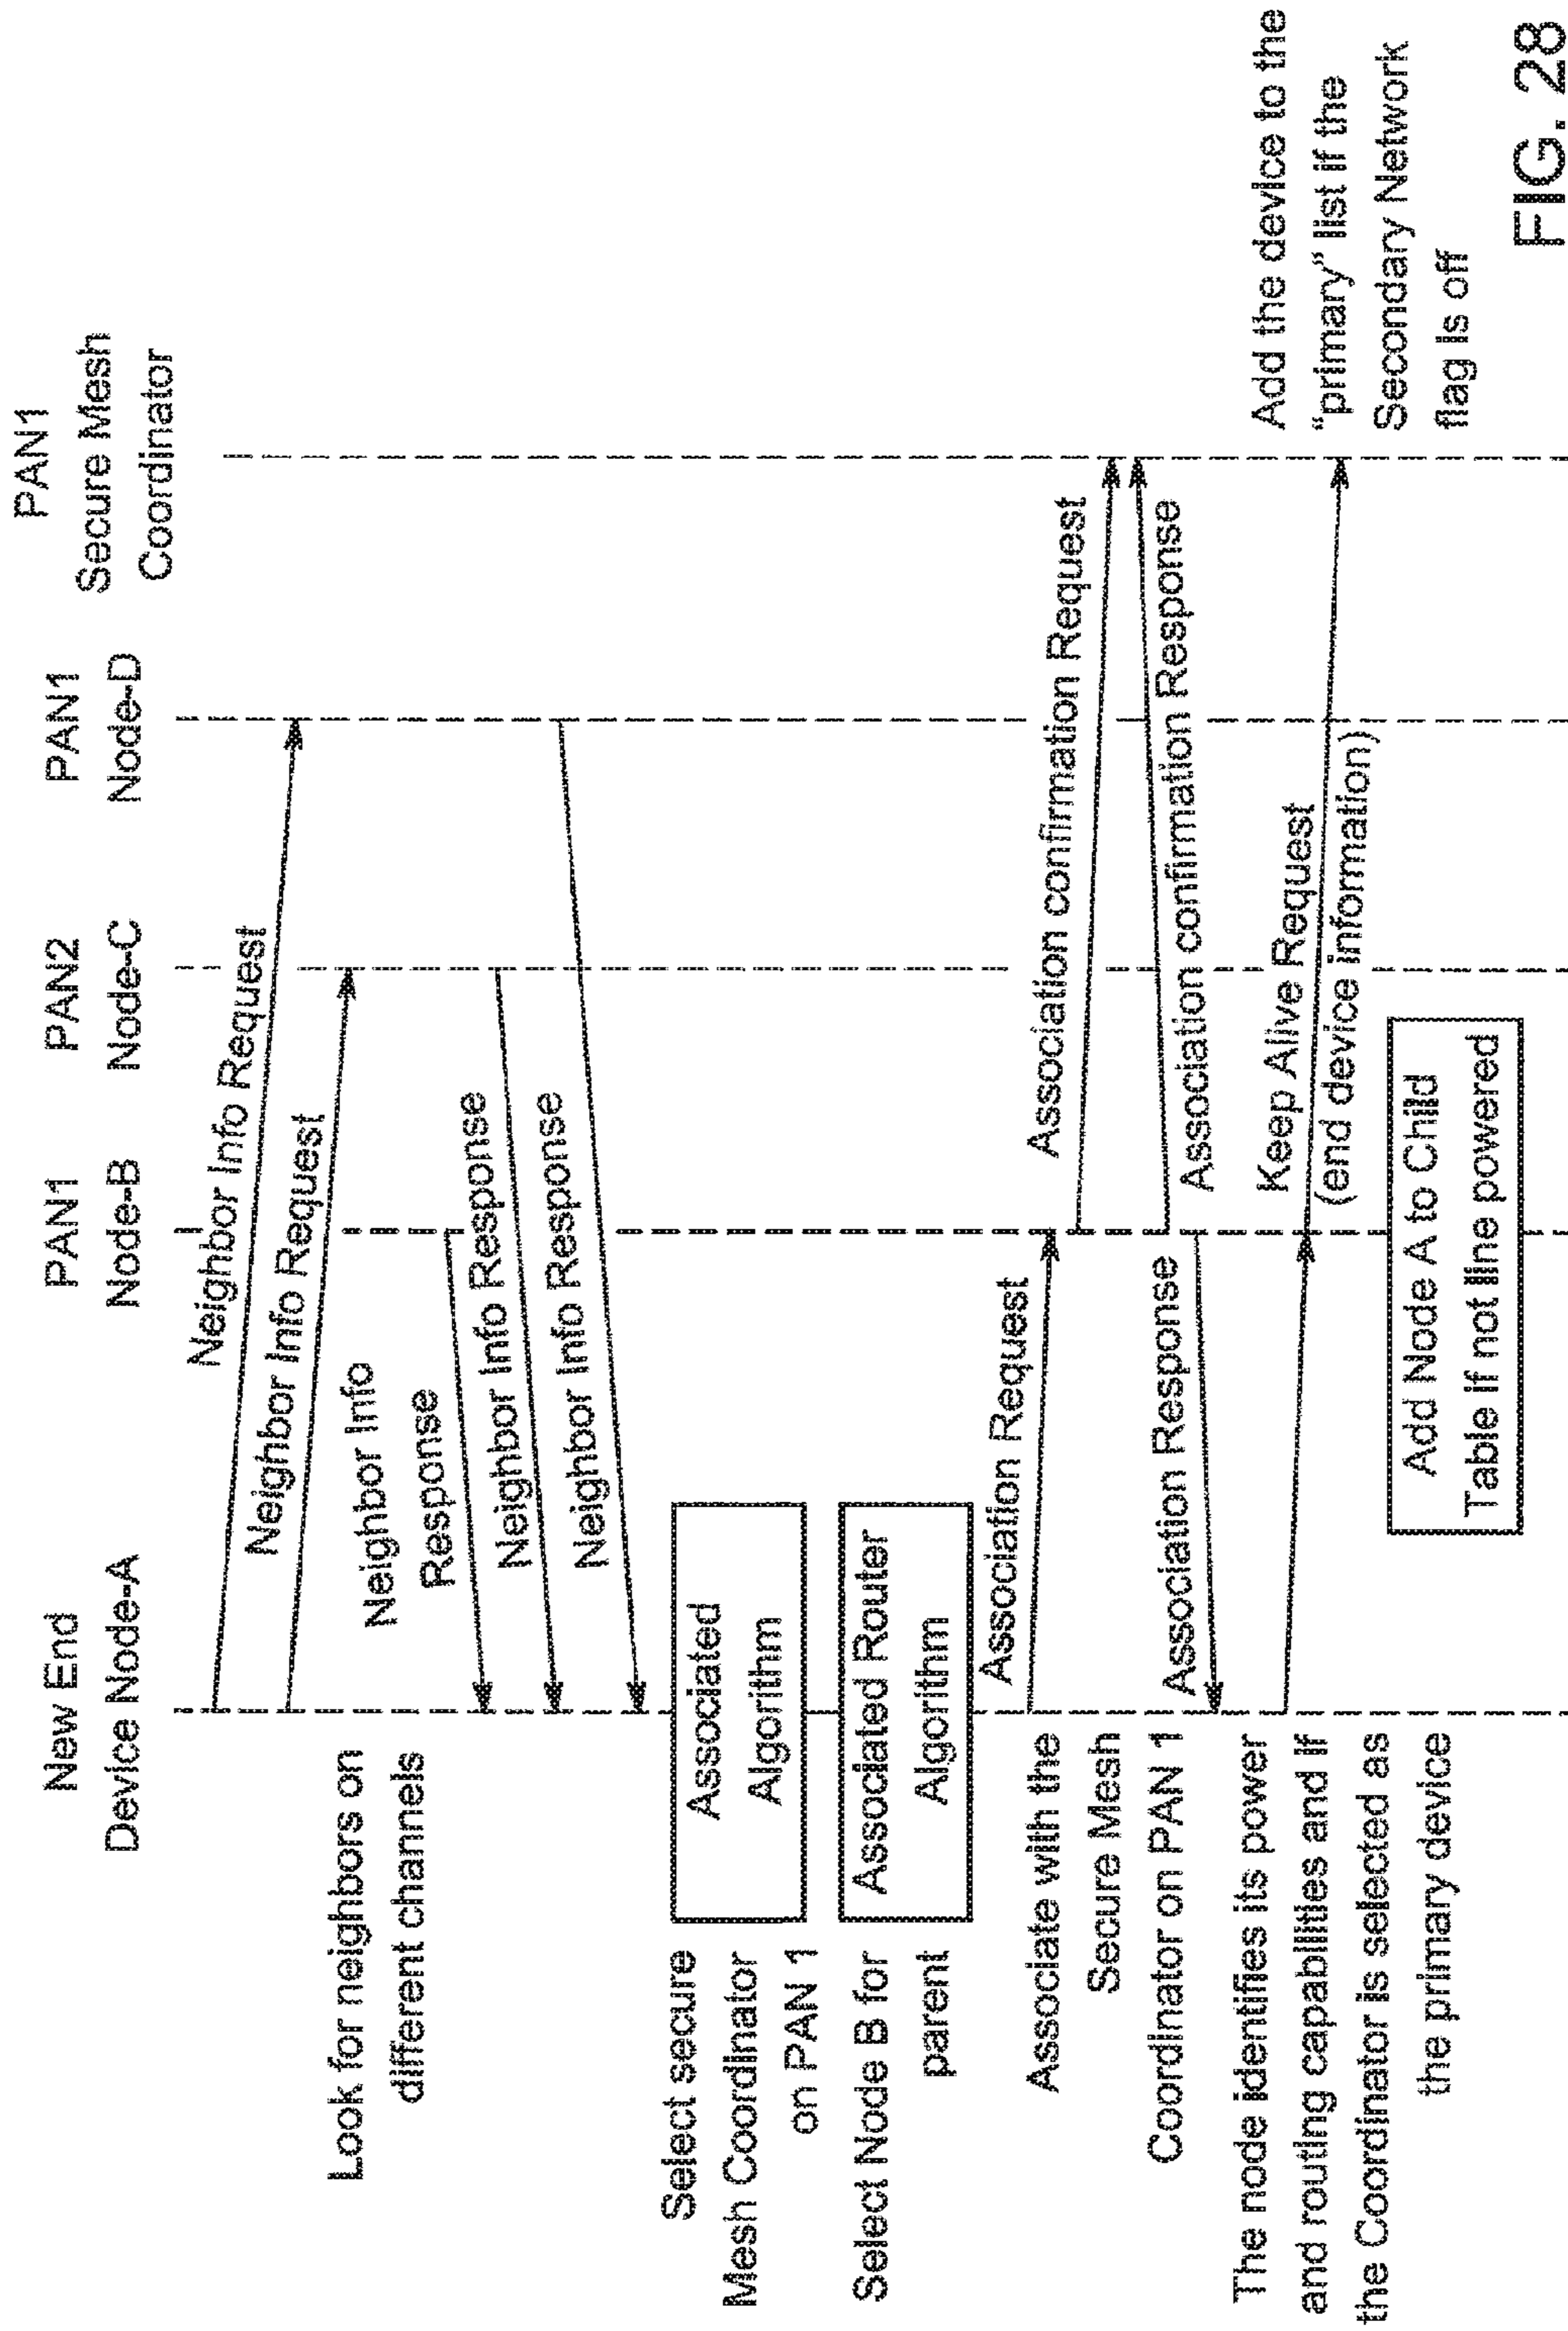 New End
Device Node-A
PAN1
Node-B
PAN2
Node-C
PAN1
Node-D
PAN1
Secure Mesh
Coordinator
Neighbor Info Request
Neighbor Info Request
Look for neighbors on
different channels
Neighbor Info
Response
Neighbor Info Response
Neighbor Info Response
Select secure
Mesh Coordinator
on PAN 1
Associated
Algorithm
Select Node B for
parent
Associated Router
Algorithm
Associate with the
Secure Mesh
Coordinator on PAN 1
Association Request
Association confirmation Request
Association confirmation Response
Association Response
The node identifies its power
and routing capabilities and if
the Coordinator is selected as
the primary device
Keep Alive Request
(end device information)
Add the device to the
"primary" list if the
Secondary Network
flag is off
Add Node A to Child
Table if not line powered
FIG. 28